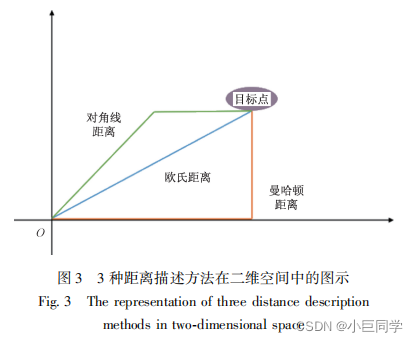 目标点
对角线
距离
欧氏距离
曼哈顿
距离
O
图 3 3 种距离描述方法在二维空间中的图示
Fig. 3 The representation of three distance description
methods in two-dimensional space
CSDN @小巨同学